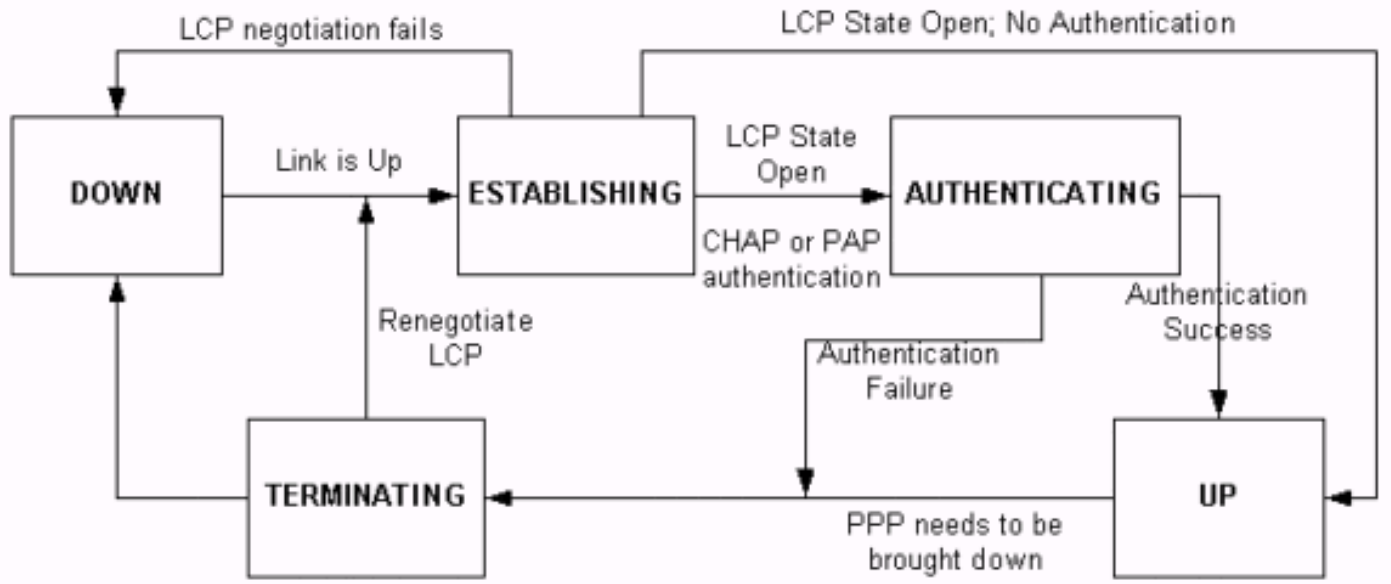 LCP negotiation fails
LCP State Open; No Authentication
DOWN
Link is Up
ESTABLISHING
LCP State
Open
CHAP or PAP
authentication
AUTHENTICATING
Authentication
Success
Authentication
Failure
Renegotiate
LCP
TERMINATING
PPP needs to be
brought down
UP